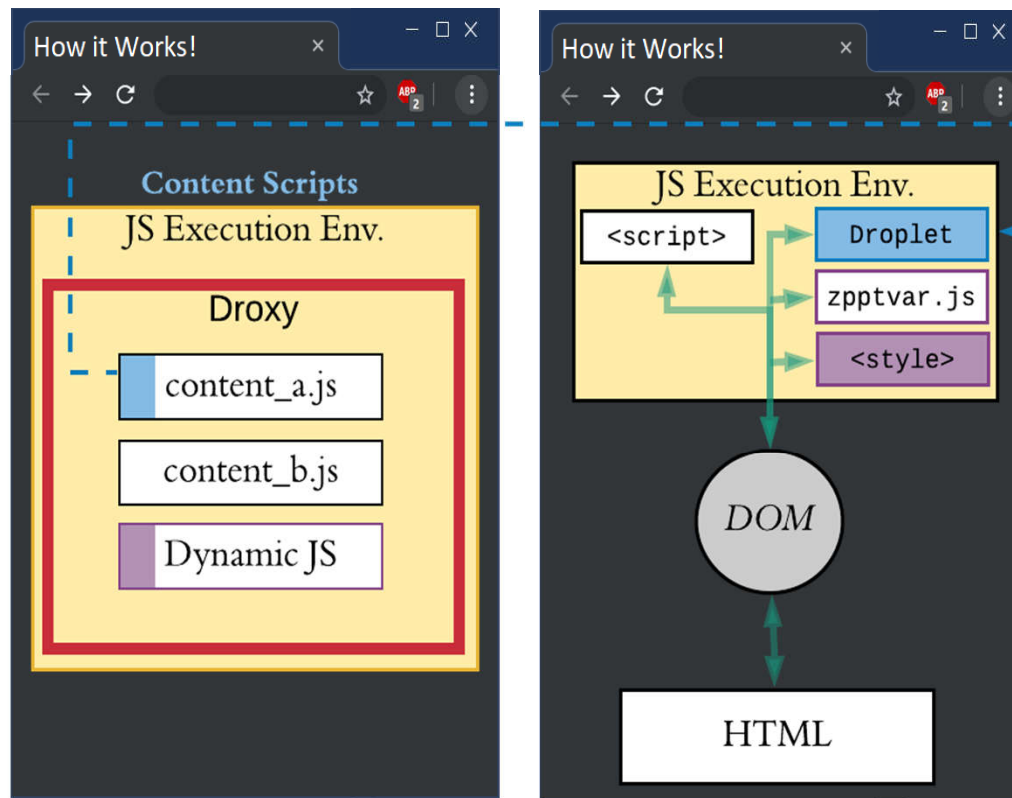 How it Works!
ABP
2
Content Scripts
JS Execution Env.
Droxy
content_a.js
content_b.js
Dynamic JS
How it Works!
ABP
2
JS Execution Env.
<script>
Droplet
zpptvar.js
<style>
DOM
HTML